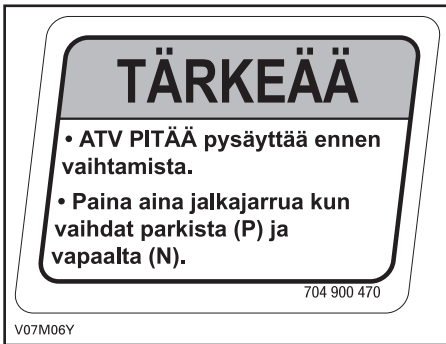 TÄRKEÄÄ
• ATV PITÄÄ pysäyttää ennen
vaihtamista.
• Paina aina jalkajarrua kun
vaihdat parkista (P) ja
vapaalta (N).
704 900 470
V07M06Y